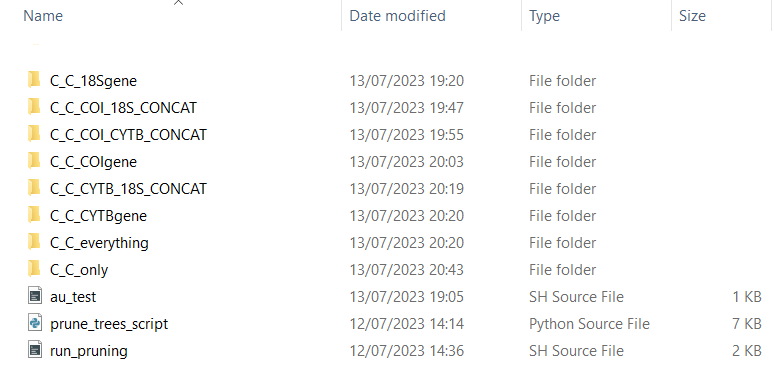 Name Date modified Type Size
C_C_18Sgene 13/07/2023 19:20 File folder
C_C_COI_18S_CONCAT 13/07/2023 19:47 File folder
C_C_COI_CYTB_CONCAT 13/07/2023 19:55 File folder
C_C_COIgene 13/07/2023 20:03 File folder
C_C_CYTB_18S_CONCAT 13/07/2023 20:19 File folder
C_C_CYTBgene 13/07/2023 20:20 File folder
C_C_everything 13/07/2023 20:20 File folder
C_C_only 13/07/2023 20:43 File folder
au_test 13/07/2023 19:05 SH Source File 1 KB
prune_trees_script 12/07/2023 14:14 Python Source File 7 KB
run_pruning 12/07/2023 14:36 SH Source File 2 KB